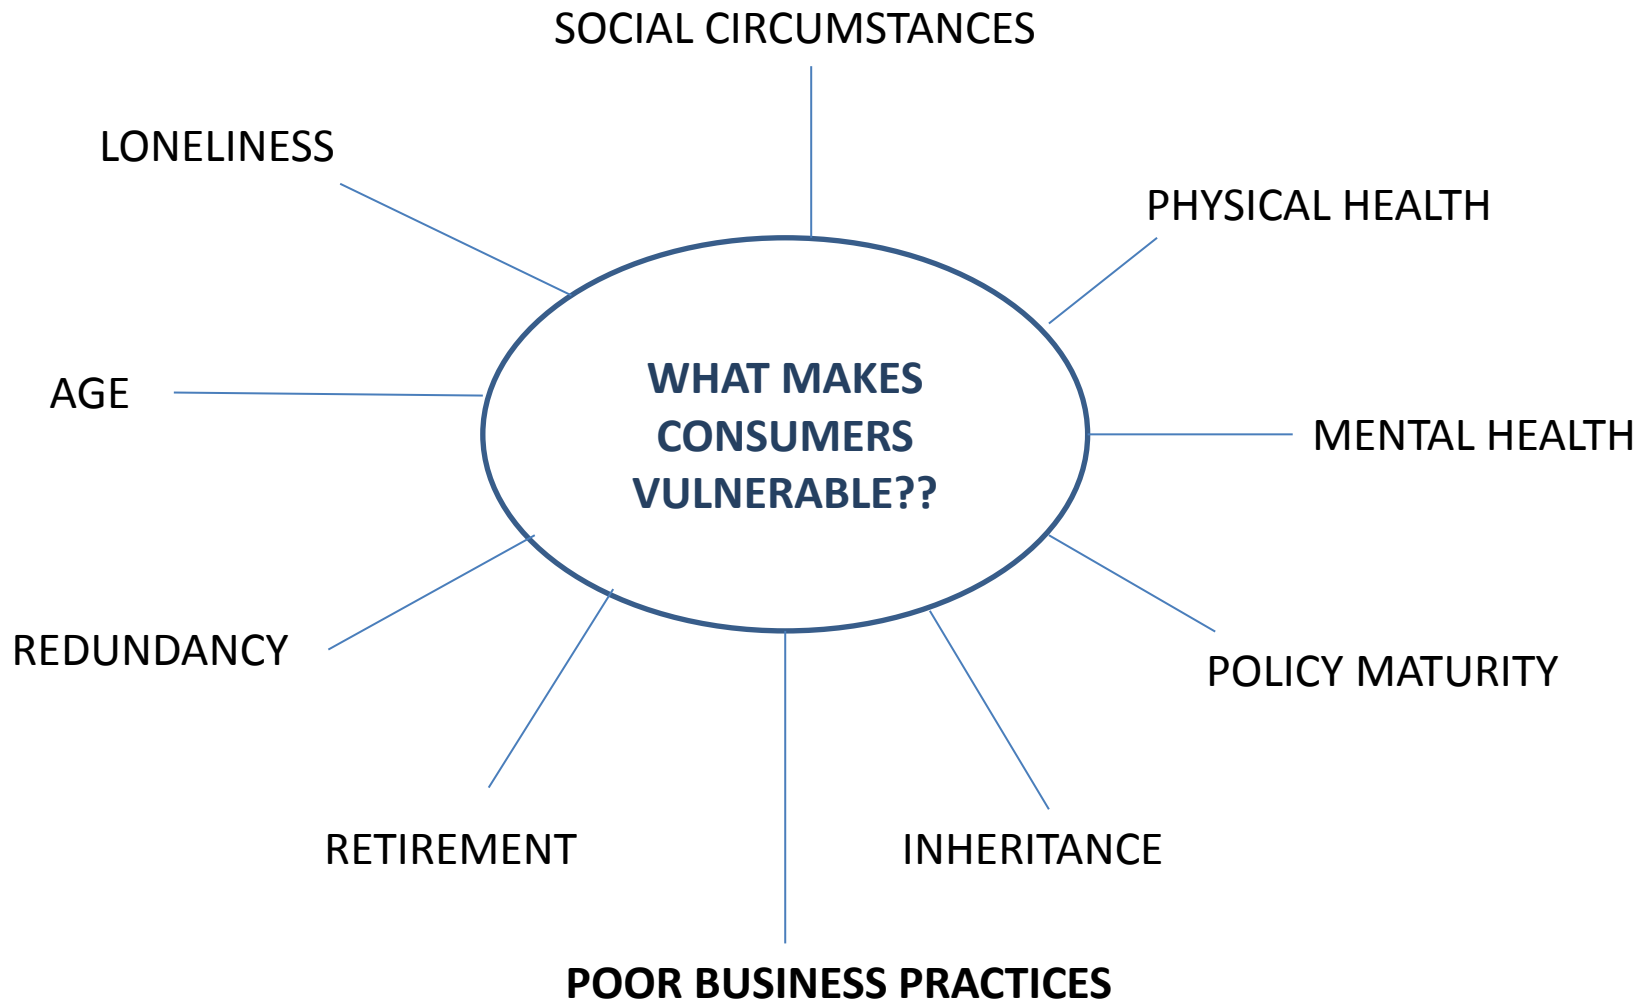 SOCIAL CIRCUMSTANCES
LONELINESS
PHYSICAL HEALTH
AGE
WHAT MAKES
CONSUMERS
VULNERABLE??
MENTAL HEALTH
REDUNDANCY
POLICY MATURITY
RETIREMENT
INHERITANCE
POOR BUSINESS PRACTICES